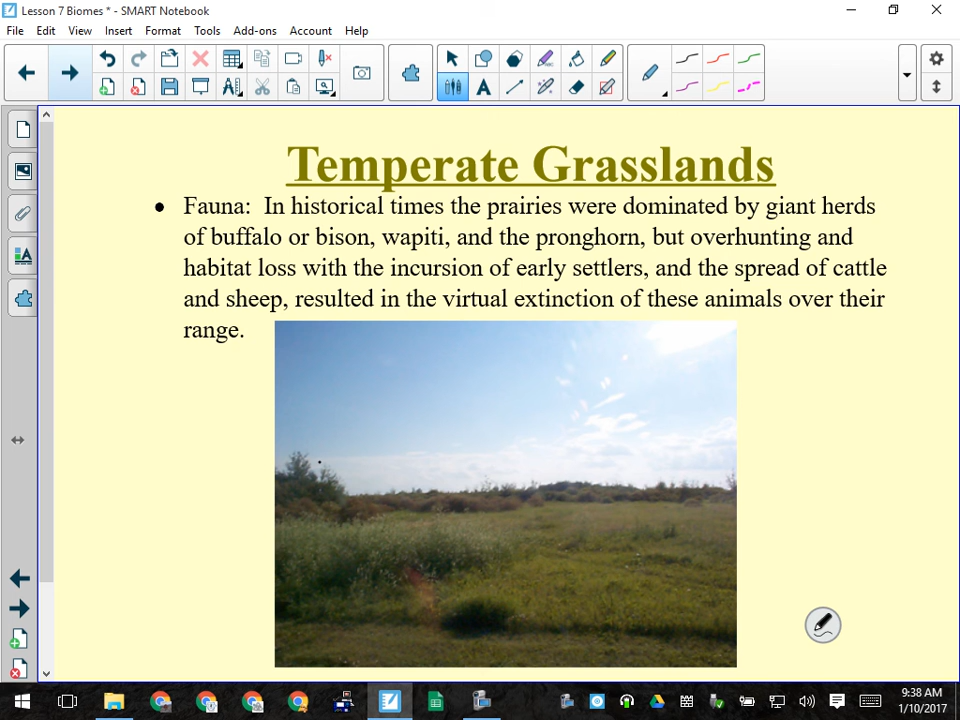 Lesson 7 Biomes * - SMART Notebook
File Edit View Insert Format Tools Add-ons Account Help
Temperate Grasslands
• Fauna: In historical times the prairies were dominated by giant herds
of buffalo or bison, wapiti, and the pronghorn, but overhunting and
habitat loss with the incursion of early settlers, and the spread of cattle
and sheep, resulted in the virtual extinction of these animals over their
range.
9:38 AM
1/10/2017